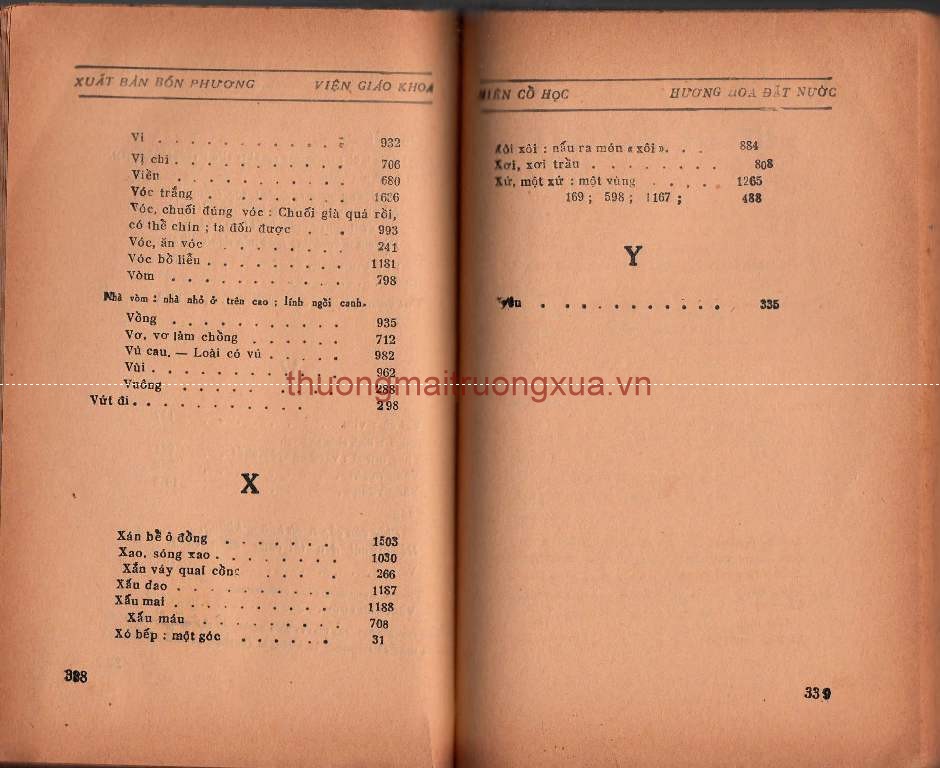 XUẤT BẢN BỐN PHƯƠNG VIỆN GIÁO KHOA
Vi . . . . . . . . . . . . 932
Vị chi . . . . . . . . . . . 706
Viền . . . . . . . . . . . . 680
Vóc trắng . . . . . . . . . 1636
Vóc, chuối đúng vóc : Chuối già quá rồi,
có thể chín ; ta đốn được . . . 993
Vóc, ăn vóc . . . . . . . . 241
Vóc bồ liễu . . . . . . . . . 1181
Vòm . . . . . . . . . . . 798
Nhà vòm : nhà nhỏ ở trên cao ; lính ngồi canh.
Vồng . . . . . . . . . . . 935
Vơ, vơ làm chồng . . . . . . 712
Vú cau. — Loài có vú . . . . . 982
Vùi . . . . . . . . . . . . 962
Vuông . . . . . . . . . . 288
Vứt đi . . . . . . . . . . . 298
X
Xán bể ô đồng . . . . . . . 1503
Xao, sóng xao . . . . . . . . 1030
Xắn váy quai cồng . . . . 266
Xấu dao . . . . . . . . . . 1187
Xấu mai . . . . . . . . . . 1188
Xấu máu . . . . . . . . . 708
Xó bếp : một góc . . . . . . 31
338
CỔ HỌC HƯƠNG HOA ĐẤT NƯỚC
xôi : nấu ra món « xôi ». . . 884
Xơi, xơi trầu . . . . . . . . 808
Xứ, một xứ : một vùng . . . . . 1265
169 ; 598 ; 1167 ; 488
Y
. . . . . . . . . . . . 335
339
thuongmaitruongxua.vn